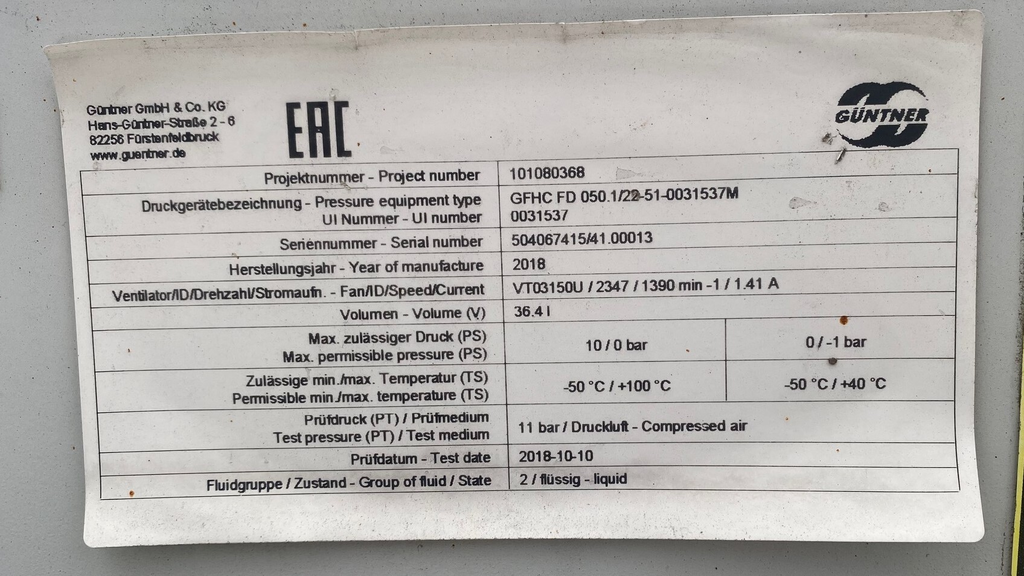 Güntner GmbH & Co. KG
Hans-Güntner-Straße 2 - 6
82256 Fürstenfeldbruck
www.guentner.de
EAC
GÜNTNER
Projektnummer - Project number 101080368
Druckgerätebezeichnung - Pressure equipment type GFHC FD 050.1/22-51-0031537M
UI Nummer - UI number 0031537
Seriennummer - Serial number 504067415/41.00013
Herstellungsjahr - Year of manufacture 2018
Ventilator/ID/Drehzahl/Stromaufn. - Fan/ID/Speed/Current VT03150U / 2347 / 1390 min -1 / 1.41 A
Volumen - Volume (V) 36.4 l
Max. zulässiger Druck (PS)
Max. permissible pressure (PS)
10 / 0 bar 0 / -1 bar
Zulässige min./max. Temperatur (TS)
Permissible min./max. temperature (TS)
-50 °C / +100 °C -50 °C / +40 °C
Prüfdruck (PT) / Prüfmedium
Test pressure (PT) / Test medium
11 bar / Druckluft - Compressed air
Prüfdatum - Test date 2018-10-10
Fluidgruppe / Zustand - Group of fluid / State 2 / flüssig - liquid